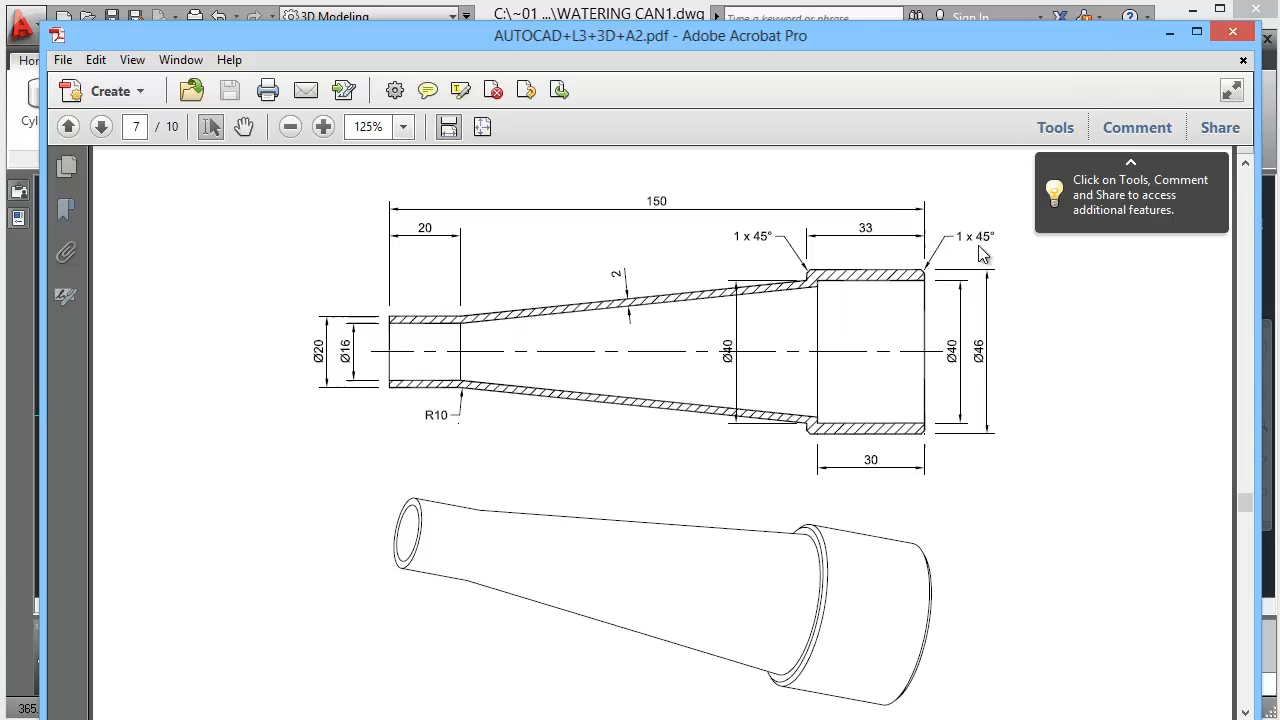 3D Modeling
C:\~01 ...\WATERING CAN1.dwg
Type a keyword or phrase
Sign In
AUTOCAD+L3+3D+A2.pdf - Adobe Acrobat Pro
File Edit View Window Help
Create
7 / 10
125%
Tools Comment Share
Click on Tools, Comment
and Share to access
additional features.
150
20
1 x 45°
33
1 x 45°
2
Ø20
Ø16
Ø40
Ø40
Ø46
R10
30
365.